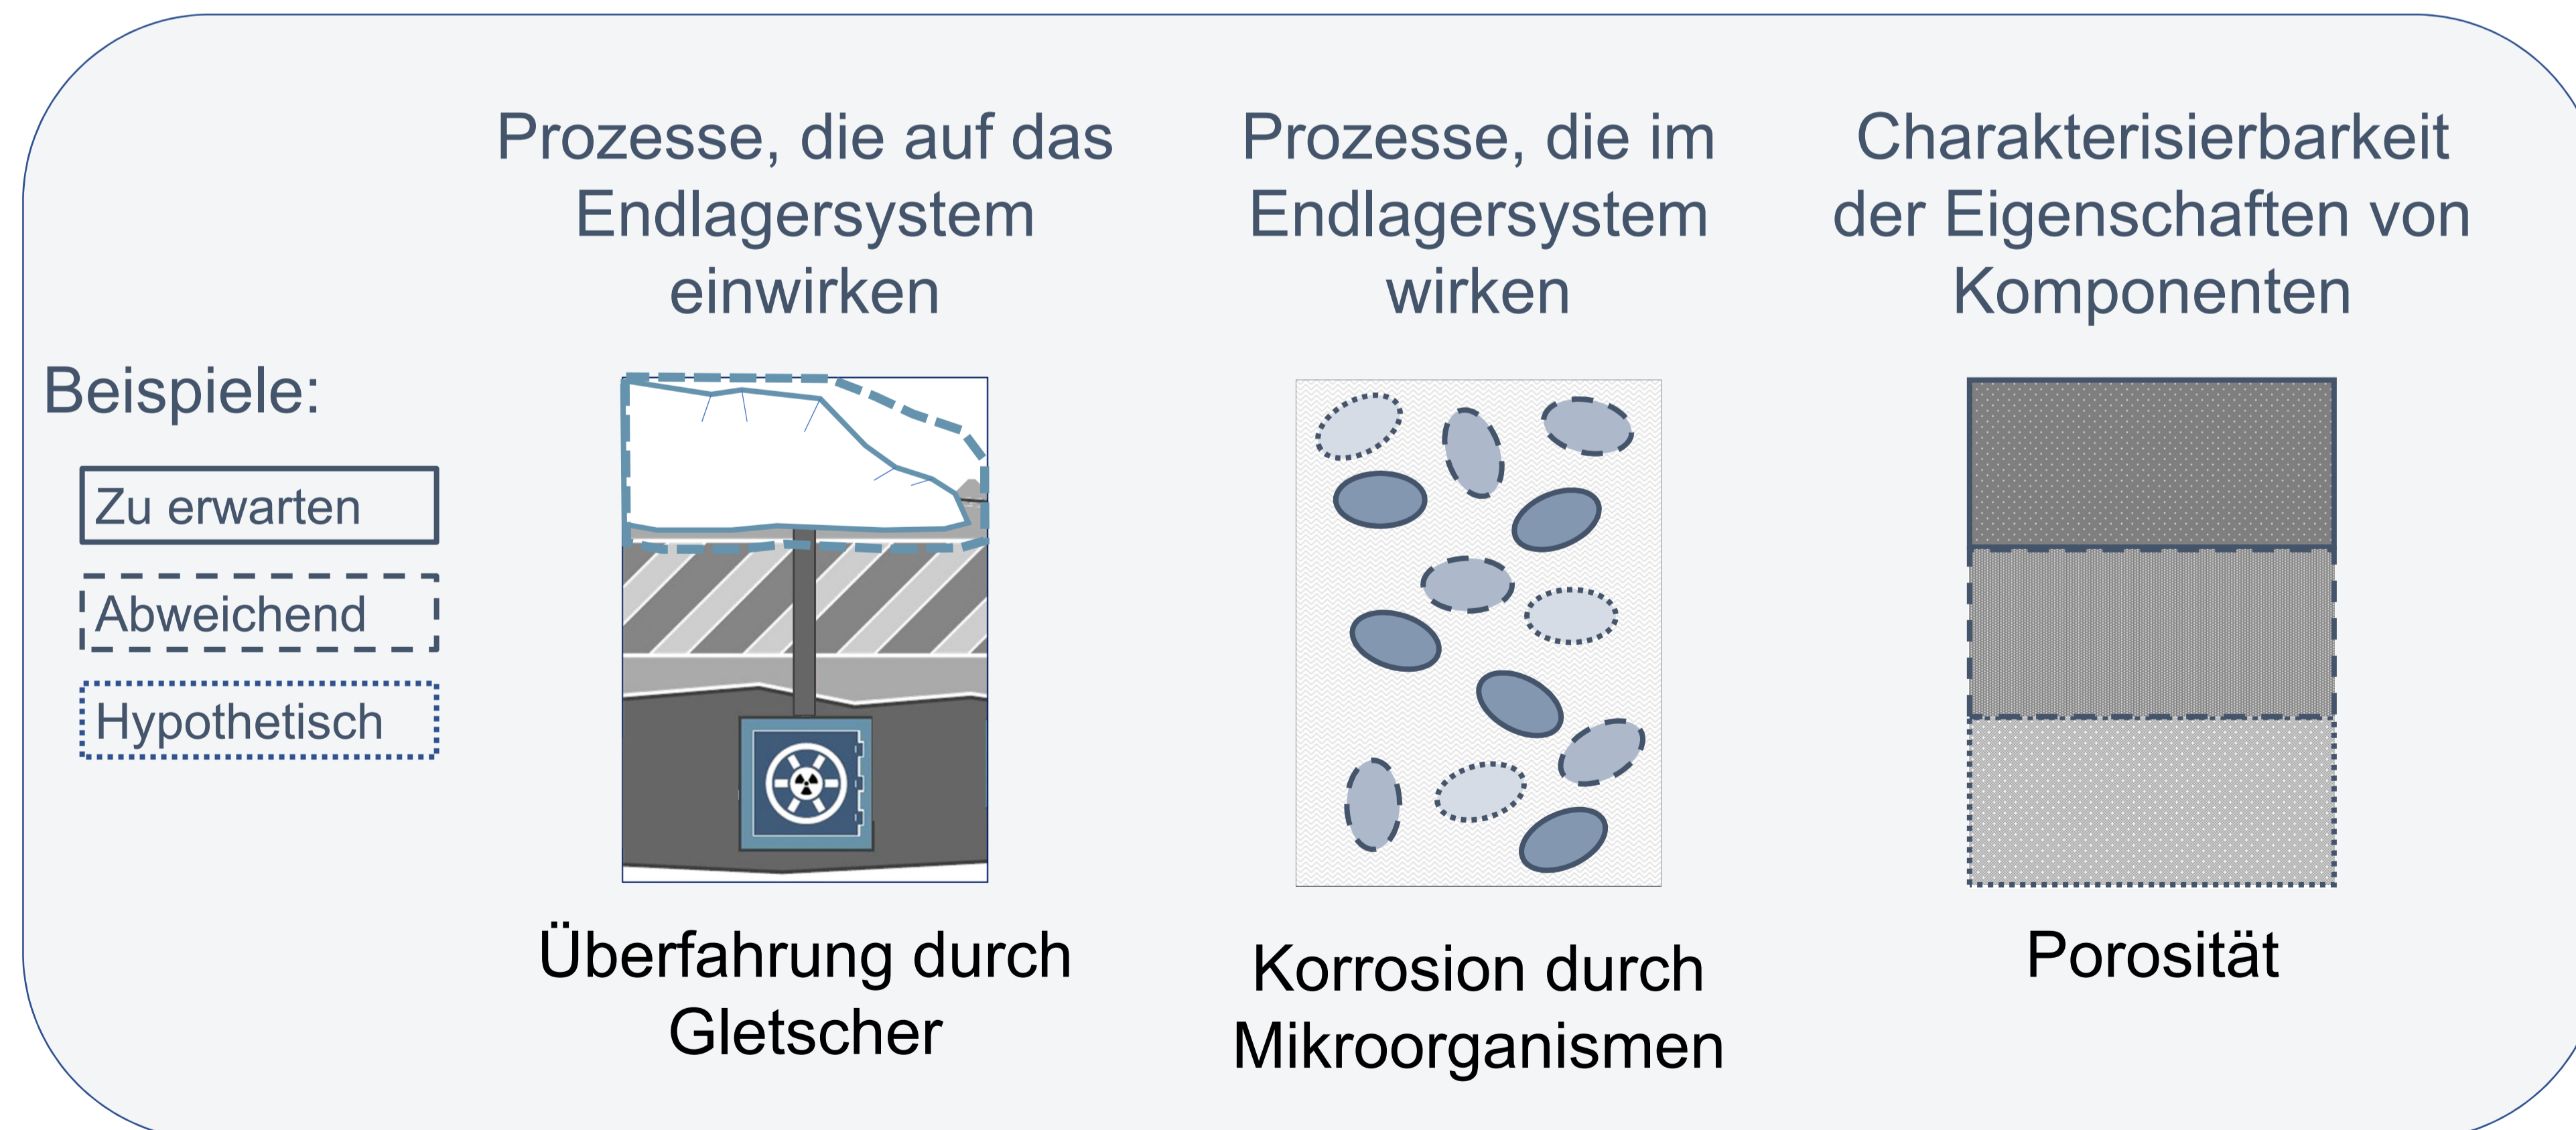 Prozesse, die auf das
Endlagersystem
einwirken
Prozesse, die im
Endlagersystem
wirken
Charakterisierbarkeit
der Eigenschaften von
Komponenten
Beispiele:
Zu erwarten
Abweichend
Hypothetisch
Überfahrung durch
Gletscher
Korrosion durch
Mikroorganismen
Porosität